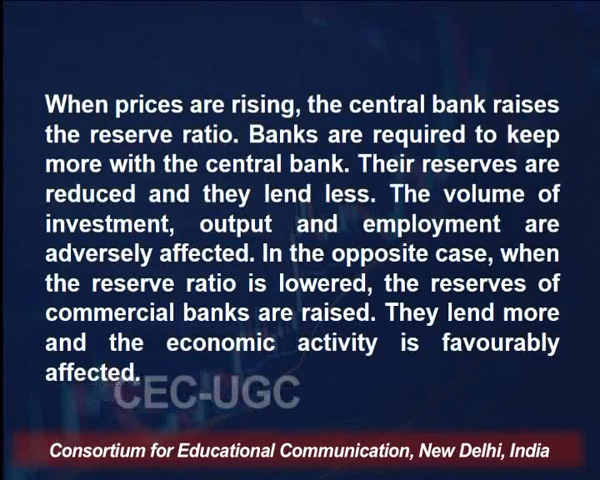 When prices are rising, the central bank raises
the reserve ratio. Banks are required to keep
more with the central bank. Their reserves are
reduced and they lend less. The volume of
investment, output and employment are
adversely affected. In the opposite case, when
the reserve ratio is lowered, the reserves of
commercial banks are raised. They lend more
and the economic activity is favourably
affected.
CEC-UGC
Consortium for Educational Communication, New Delhi, India